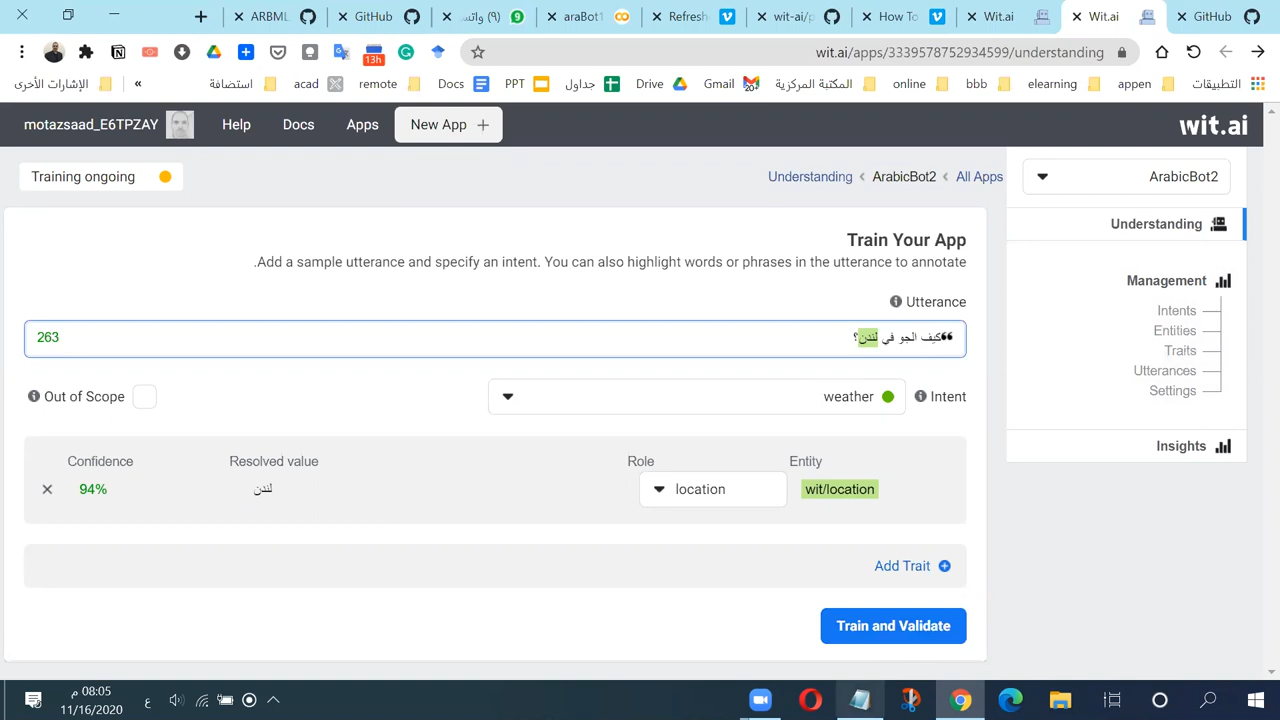 ARBML
GitHub
(٩) واتس
9
araBot1
Refresh
wit-ai/p
How To
Wit.ai
Wit.ai
GitHub
13h
wit.ai/apps/3339578752934599/understanding
التطبيقات
appen
elearning
bbb
online
المكتبة المركزية
Gmail
20+
Drive
جداول
PPT
Docs
remote
acad
استضافة
«
الإشارات الأخرى
motazsaad_E6TPZAY
Help
Docs
Apps
New App +
wit.ai
Training ongoing
Understanding < ArabicBot2 < All Apps
ArabicBot2
Understanding
Management
Intents
Entities
Traits
Utterances
Settings
Insights
Train Your App
.Add a sample utterance and specify an intent. You can also highlight words or phrases in the utterance to annotate
Utterance
كيف الجو في لندن؟
263
Out of Scope
weather
Intent
Confidence
Resolved value
Role
Entity
94%
لندن
location
wit/location
Add Trait
Train and Validate
08:05 م
11/16/2020
ع